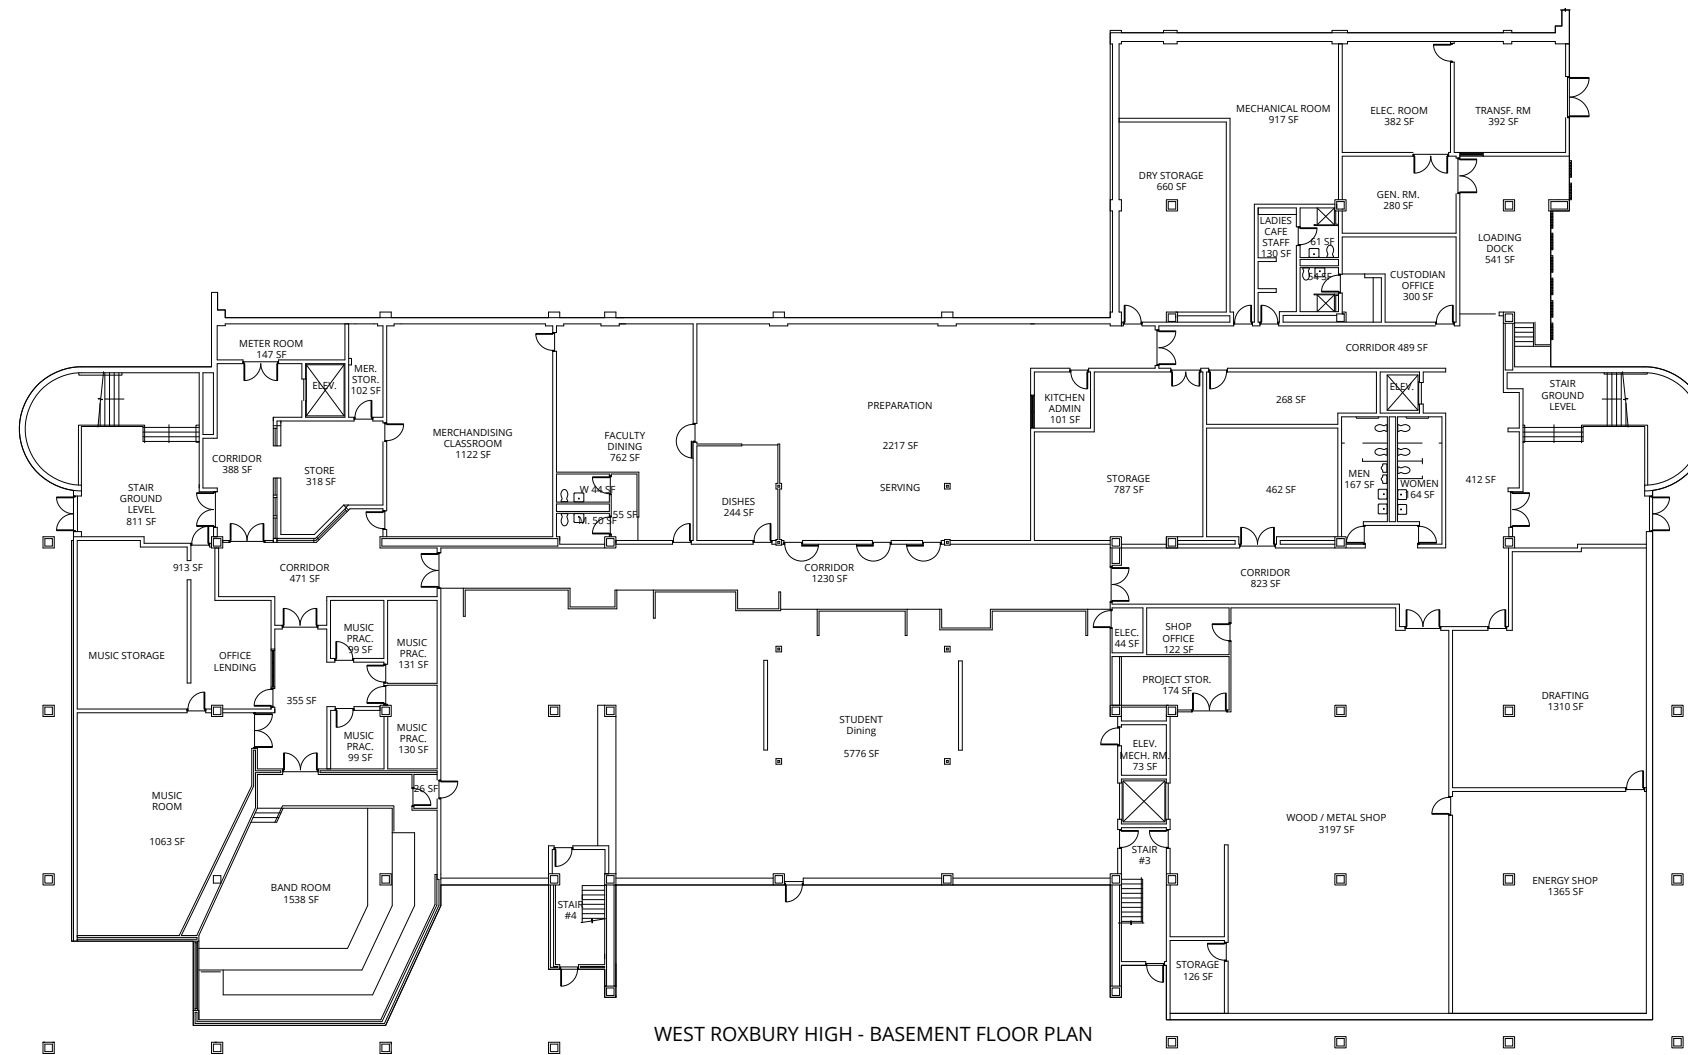 MECHANICAL ROOM
917 SF
ELEC. ROOM
382 SF
TRANSF. RM
392 SF
DRY STORAGE
660 SF
GEN. RM.
280 SF
LADIES
CAFE
STAFF
130 SF
61 SF
54 SF
LOADING
DOCK
541 SF
CUSTODIAN
OFFICE
300 SF
METER ROOM
147 SF
ELEV.
MER.
STOR.
102 SF
CORRIDOR 489 SF
MERCHANDISING
CLASSROOM
1122 SF
FACULTY
DINING
762 SF
PREPARATION
2217 SF
SERVING
KITCHEN
ADMIN
101 SF
268 SF
ELEV.
STAIR
GROUND
LEVEL
CORRIDOR
388 SF
STORE
318 SF
STAIR
GROUND
LEVEL
811 SF
W 44 SF
M. 50 SF
55 SF
DISHES
244 SF
STORAGE
787 SF
462 SF
MEN
167 SF
WOMEN
164 SF
412 SF
913 SF
CORRIDOR
471 SF
CORRIDOR
1230 SF
CORRIDOR
823 SF
MUSIC STORAGE
OFFICE
LENDING
MUSIC
PRAC.
99 SF
MUSIC
PRAC.
131 SF
355 SF
MUSIC
PRAC.
99 SF
MUSIC
PRAC.
130 SF
ELEC.
44 SF
SHOP
OFFICE
122 SF
PROJECT STOR.
174 SF
DRAFTING
1310 SF
STUDENT
Dining
5776 SF
ELEV.
MECH. RM.
73 SF
MUSIC
ROOM
1063 SF
26 SF
WOOD / METAL SHOP
3197 SF
STAIR
#3
BAND ROOM
1538 SF
STAIR
#4
ENERGY SHOP
1365 SF
STORAGE
126 SF
WEST ROXBURY HIGH - BASEMENT FLOOR PLAN